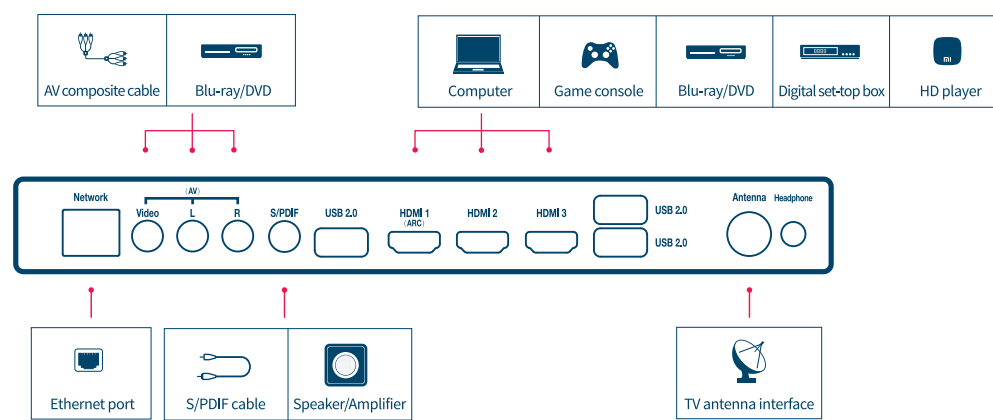 AV composite cable
Blu-ray/DVD
Computer
Game console
Blu-ray/DVD
Digital set-top box
mi
HD player
Network
(AV)
Video
L
R
S/PDIF
USB 2.0
HDMI 1
(ARC)
HDMI 2
HDMI 3
USB 2.0
USB 2.0
Antenna
Headphone
Ethernet port
S/PDIF cable
Speaker/Amplifier
TV antenna interface